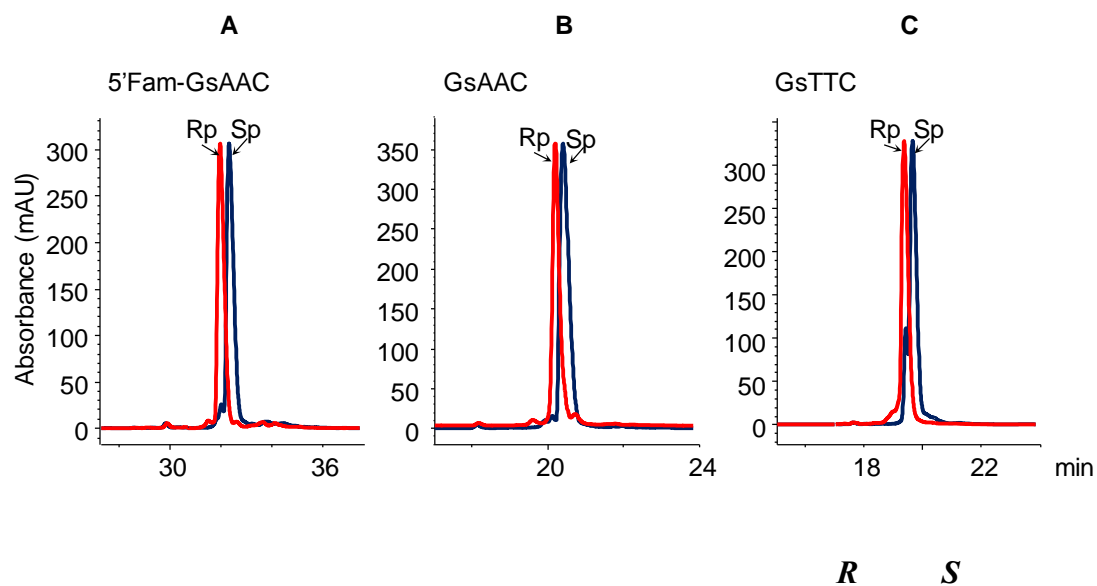 A B C
5'Fam-GsAAC GsAAC GsTTC
Rp Sp Rp Sp Rp Sp
Absorbance (mAU)
300 250 200 150 100 50 0
350 300 250 200 150 100 50 0
300 250 200 150 100 50 0
30 36 20 24 18 22 min
R S